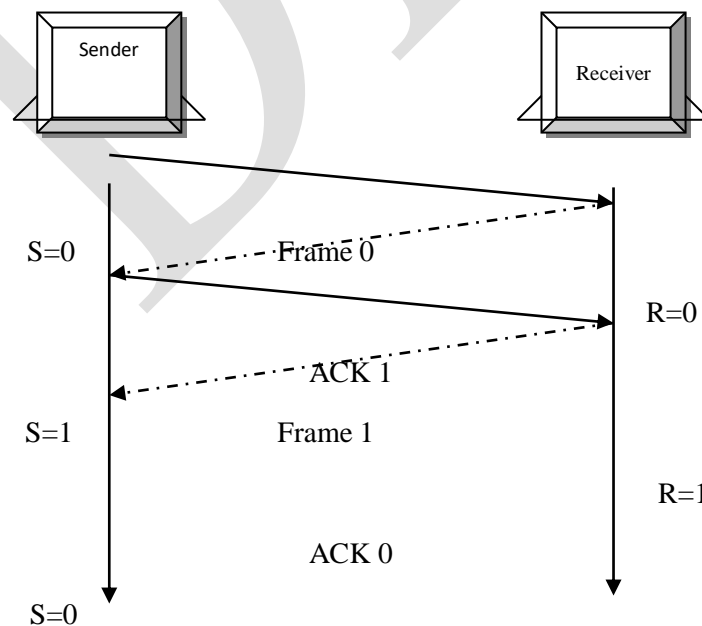 Sender
Receiver
S=0
Frame 0
R=0
ACK 1
S=1
Frame 1
R=1
ACK 0
S=0